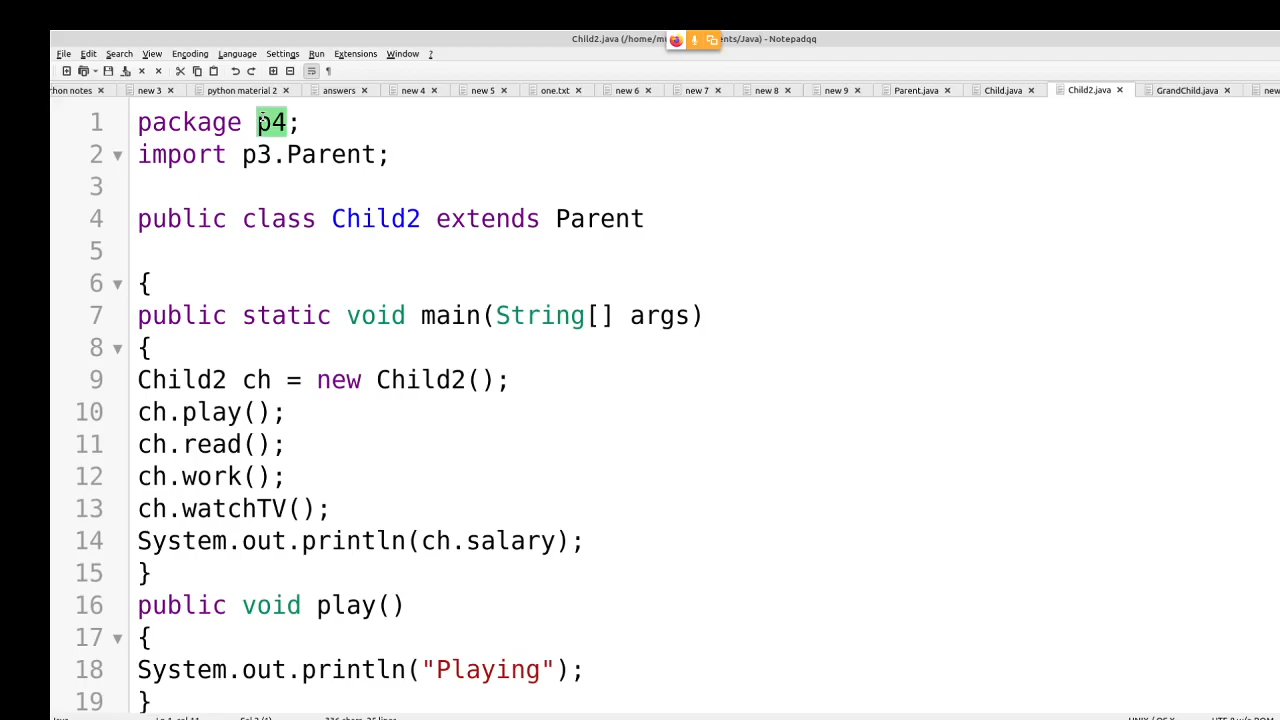 Child2.java (/home/m ents/Java) - Notepadqq
File Edit Search View Encoding Language Settings Run Extensions Window ?
hon notes new 3 python material 2 answers new 4 new 5 one.txt new 6 new 7 new 8 new 9 Parent.java Child.java Child2.java GrandChild.java new
1 package p4;
2 import p3.Parent;
3
4 public class Child2 extends Parent
5
6 {
7 public static void main(String[] args)
8 {
9 Child2 ch = new Child2();
10 ch.play();
11 ch.read();
12 ch.work();
13 ch.watchTV();
14 System.out.println(ch.salary);
15 }
16 public void play()
17 {
18 System.out.println("Playing");
19 }